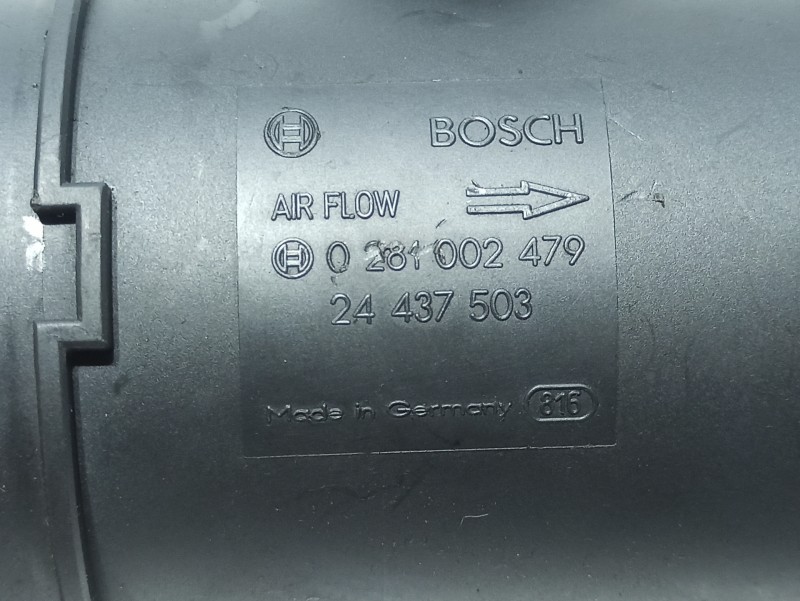 BOSCH
AIR FLOW
0 281 002 479
24 437 503
Made in Germany 816